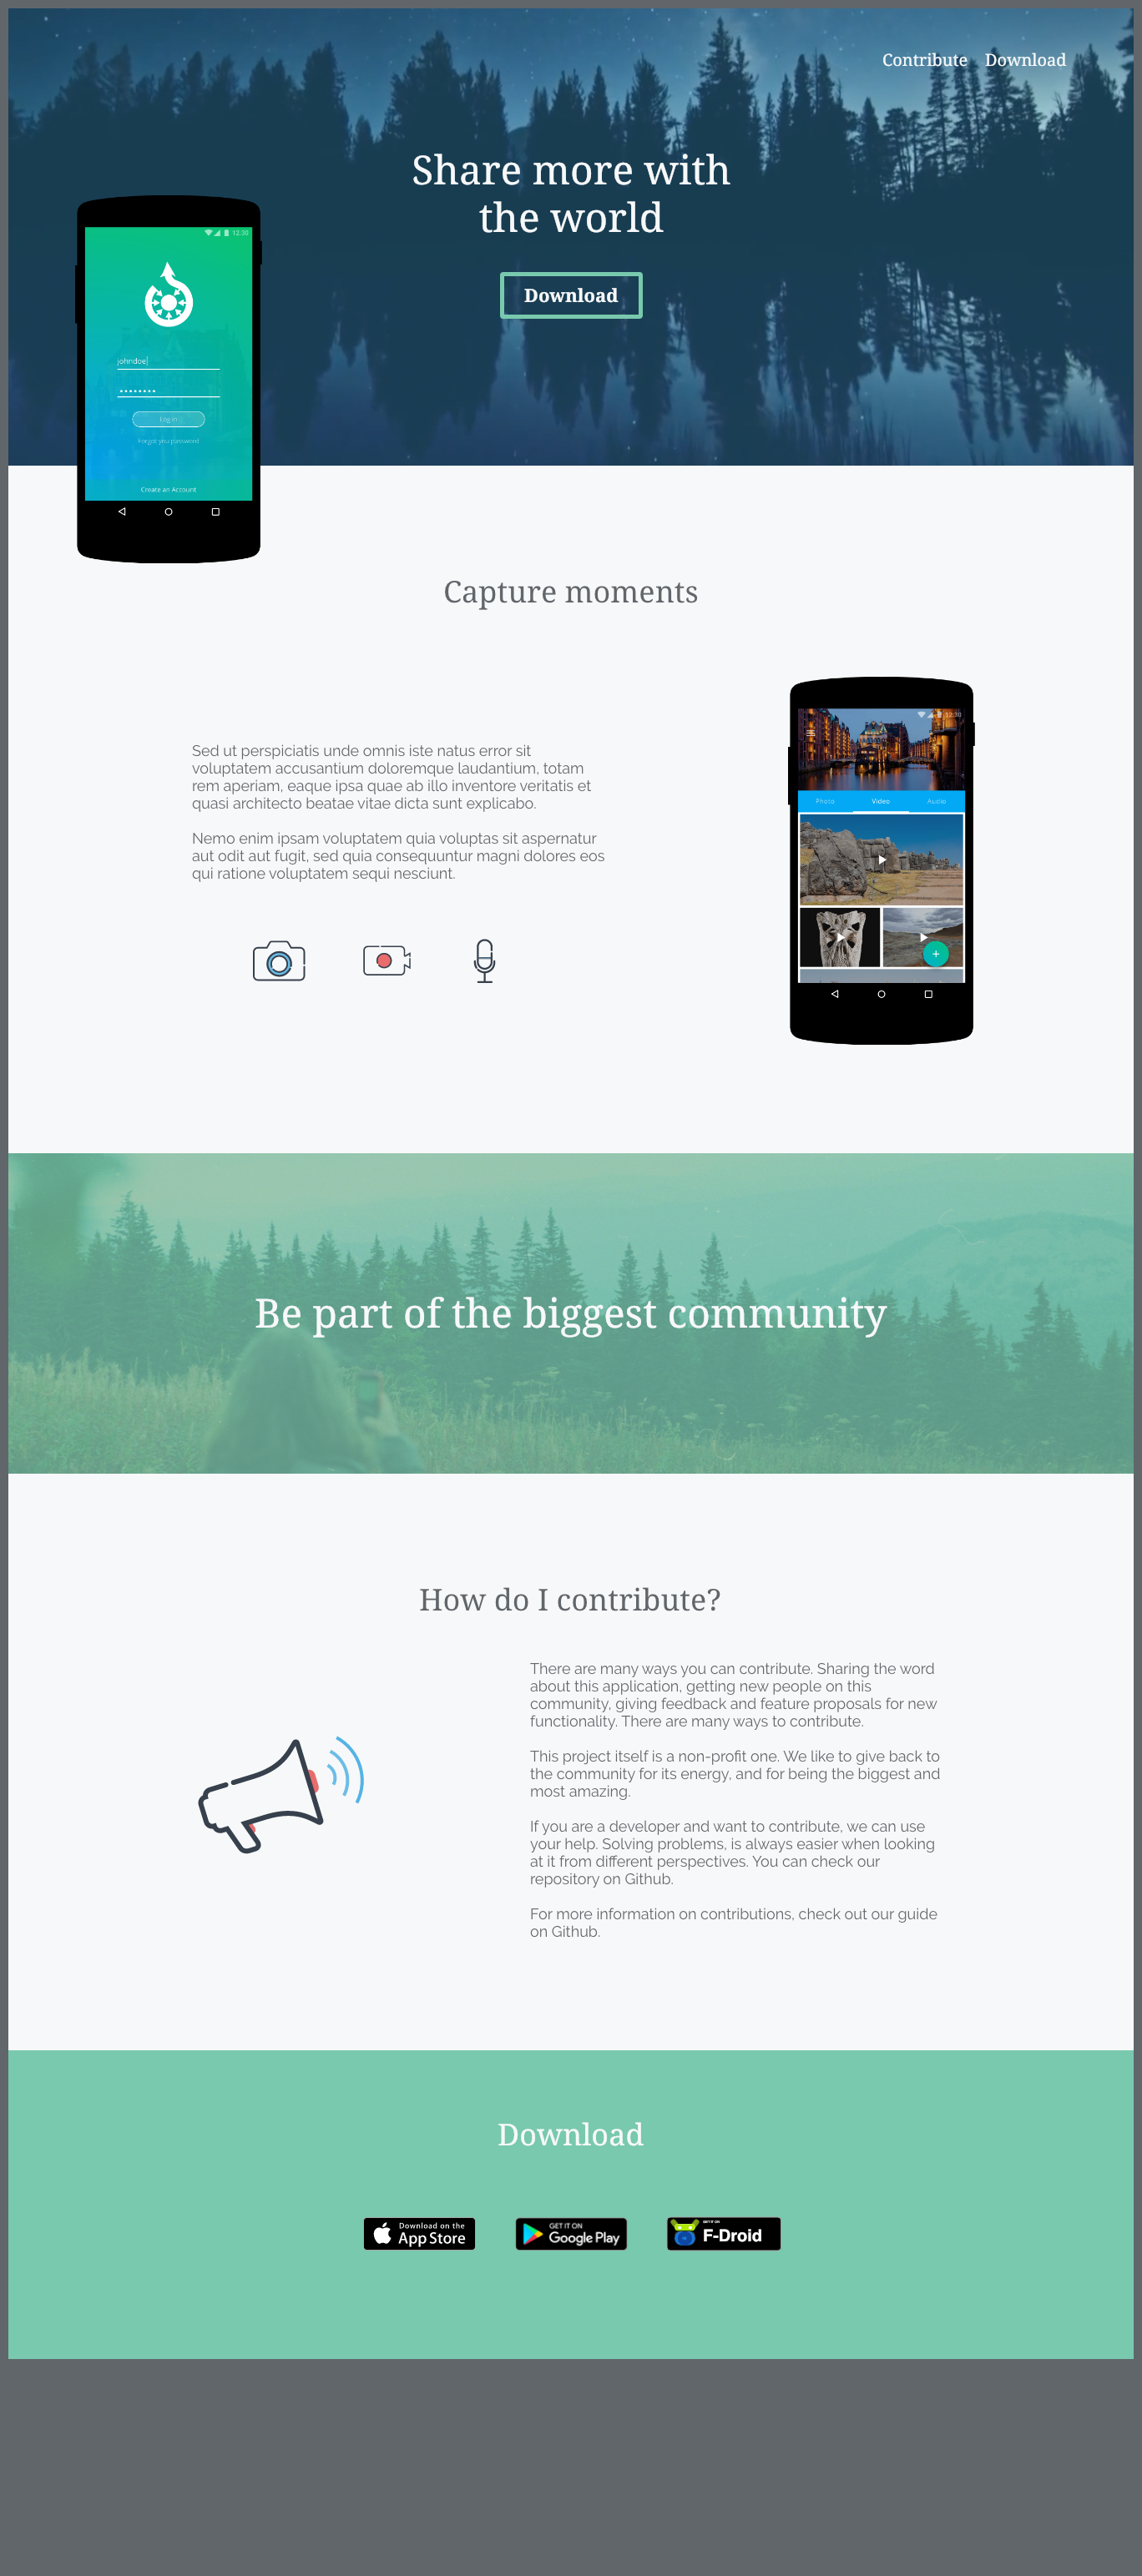 Contribute Download
Share more with
the world
Download
12:30
johndoe
Log in
Forgot you password
Create an Account
Capture moments
Sed ut perspiciatis unde omnis iste natus error sit
voluptatem accusantium doloremque laudantium, totam
rem aperiam, eaque ipsa quae ab illo inventore veritatis et
quasi architecto beatae vitae dicta sunt explicabo.
Nemo enim ipsam voluptatem quia voluptas sit aspernatur
aut odit aut fugit, sed quia consequuntur magni dolores eos
qui ratione voluptatem sequi nesciunt.
12:30
Photo Video Audio
Be part of the biggest community
How do I contribute?
There are many ways you can contribute. Sharing the word
about this application, getting new people on this
community, giving feedback and feature proposals for new
functionality. There are many ways to contribute.
This project itself is a non-profit one. We like to give back to
the community for its energy, and for being the biggest and
most amazing.
If you are a developer and want to contribute, we can use
your help. Solving problems, is always easier when looking
at it from different perspectives. You can check our
repository on Github.
For more information on contributions, check out our guide
on Github.
Download
Download on the
App Store
GET IT ON
Google Play
GET IT ON
F-Droid